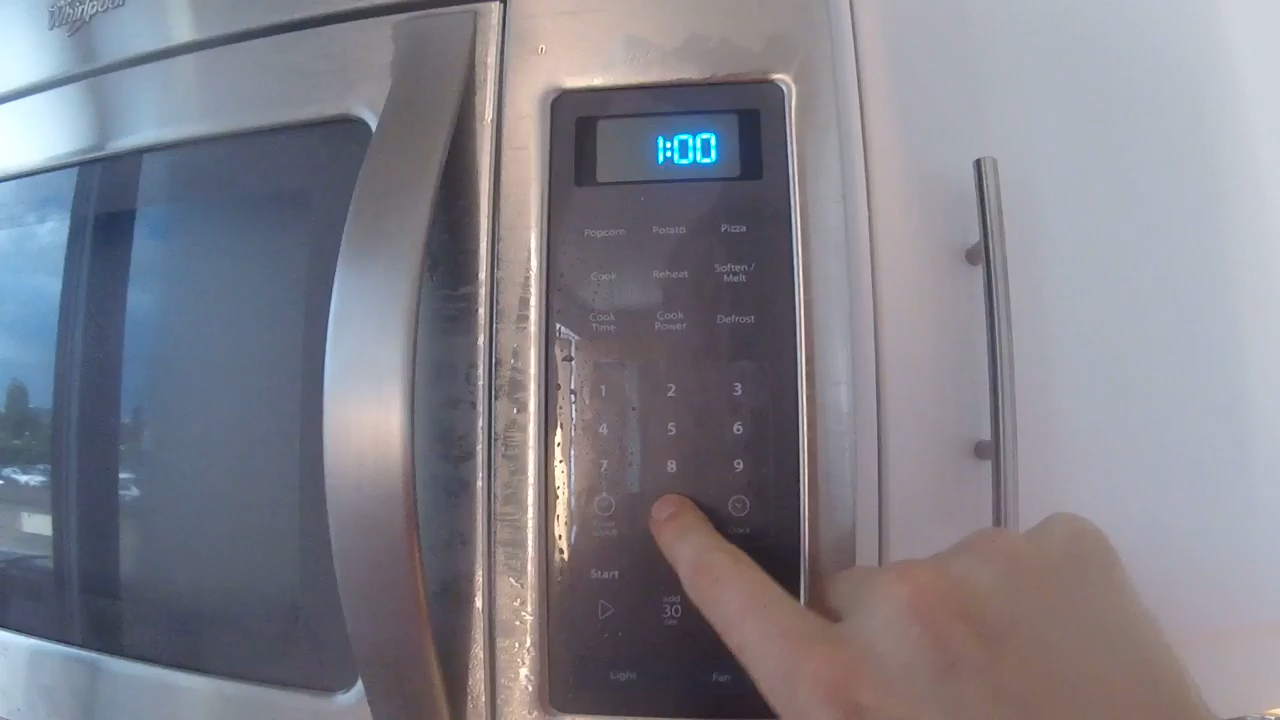 Whirlpool
1:00
Popcorn Potato Pizza
Cook Reheat Soften / Melt
Cook Time Cook Power Defrost
1 2 3
4 5 6
7 8 9
Clock
Start add 30 sec
Light Fan